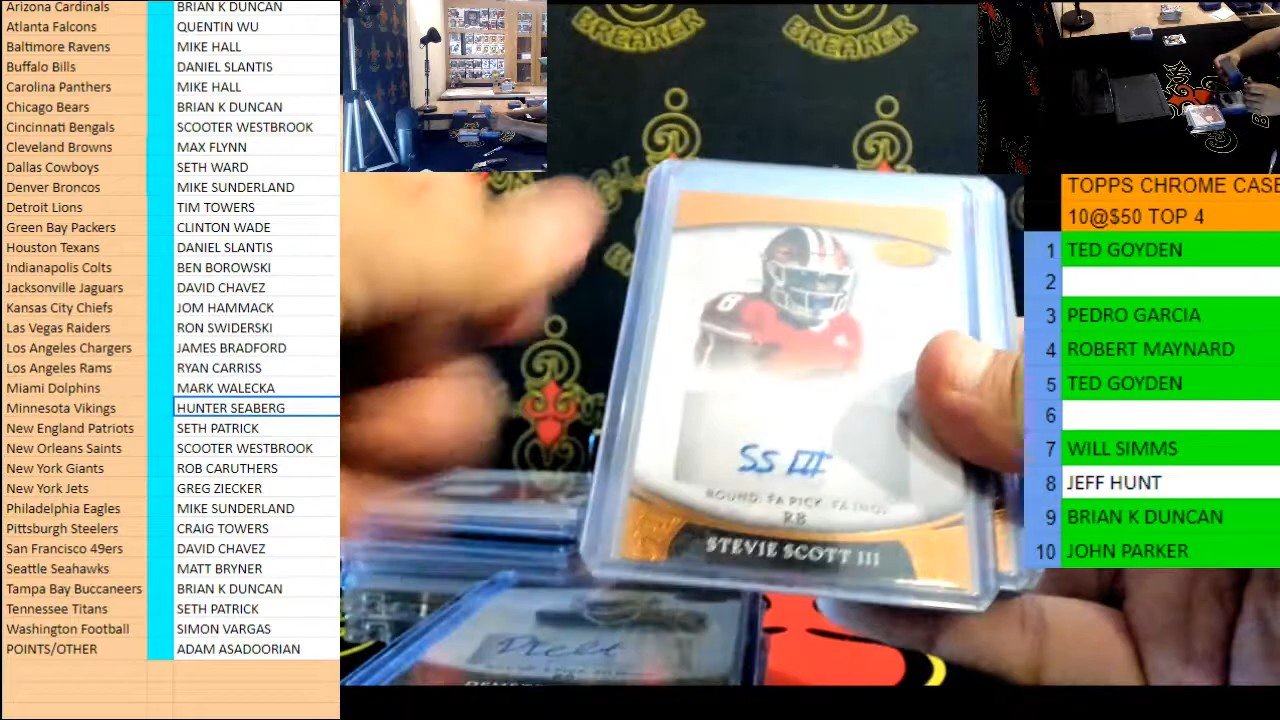 Arizona Cardinals BRIAN K DUNCAN
Atlanta Falcons QUENTIN WU
Baltimore Ravens MIKE HALL
Buffalo Bills DANIEL SLANTIS
Carolina Panthers MIKE HALL
Chicago Bears BRIAN K DUNCAN
Cincinnati Bengals SCOOTER WESTBROOK
Cleveland Browns MAX FLYNN
Dallas Cowboys SETH WARD
Denver Broncos MIKE SUNDERLAND
Detroit Lions TIM TOWERS
Green Bay Packers CLINTON WADE
Houston Texans DANIEL SLANTIS
Indianapolis Colts BEN BOROWSKI
Jacksonville Jaguars DAVID CHAVEZ
Kansas City Chiefs JOM HAMMACK
Las Vegas Raiders RON SWIDERSKI
Los Angeles Chargers JAMES BRADFORD
Los Angeles Rams RYAN CARRISS
Miami Dolphins MARK WALECKA
Minnesota Vikings HUNTER SEABERG
New England Patriots SETH PATRICK
New Orleans Saints SCOOTER WESTBROOK
New York Giants ROB CARUTHERS
New York Jets GREG ZIECKER
Philadelphia Eagles MIKE SUNDERLAND
Pittsburgh Steelers CRAIG TOWERS
San Francisco 49ers DAVID CHAVEZ
Seattle Seahawks MATT BRYNER
Tampa Bay Buccaneers BRIAN K DUNCAN
Tennessee Titans SETH PATRICK
Washington Football SIMON VARGAS
POINTS/OTHER ADAM ASADOORIAN
BREAKER BREAKER
8
SS III
ROUND: FA PICK: FA
RB
STEVIE SCOTT III
TOPPS CHROME CASE
10@$50 TOP 4
1 TED GOYDEN
2
3 PEDRO GARCIA
4 ROBERT MAYNARD
5 TED GOYDEN
6
7 WILL SIMMS
8 JEFF HUNT
9 BRIAN K DUNCAN
10 JOHN PARKER